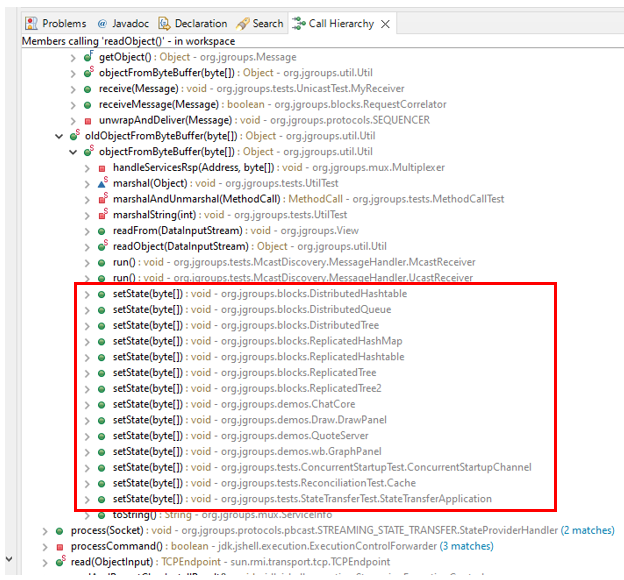 Problems @ Javadoc Declaration Search Call Hierarchy
Members calling 'readObject()' - in workspace
getObject() : Object - org.jgroups.Message
objectFromByteBuffer(byte[]) : Object - org.jgroups.util.Util
receive(Message) : void - org.jgroups.tests.UnicastTest.MyReceiver
receiveMessage(Message) : boolean - org.jgroups.blocks.RequestCorrelator
unwrapAndDeliver(Message) : void - org.jgroups.protocols.SEQUENCER
oldObjectFromByteBuffer(byte[]) : Object - org.jgroups.util.Util
objectFromByteBuffer(byte[]) : Object - org.jgroups.util.Util
handleServicesRsp(Address, byte[]) : void - org.jgroups.mux.Multiplexer
marshal(Object) : void - org.jgroups.tests.UtilTest
marshalAndUnmarshal(MethodCall) : MethodCall - org.jgroups.tests.MethodCallTest
marshalString(int) : void - org.jgroups.tests.UtilTest
readFrom(DataInputStream) : void - org.jgroups.View
readObject(DataInputStream) : Object - org.jgroups.util.Util
run() : void - org.jgroups.tests.McastDiscovery.MessageHandler.McastReceiver
run() : void - org.jgroups.tests.McastDiscovery.MessageHandler.UcastReceiver
setState(byte[]) : void - org.jgroups.blocks.DistributedHashtable
setState(byte[]) : void - org.jgroups.blocks.DistributedQueue
setState(byte[]) : void - org.jgroups.blocks.DistributedTree
setState(byte[]) : void - org.jgroups.blocks.ReplicatedHashMap
setState(byte[]) : void - org.jgroups.blocks.ReplicatedHashtable
setState(byte[]) : void - org.jgroups.blocks.ReplicatedTree
setState(byte[]) : void - org.jgroups.blocks.ReplicatedTree2
setState(byte[]) : void - org.jgroups.demos.ChatCore
setState(byte[]) : void - org.jgroups.demos.Draw.DrawPanel
setState(byte[]) : void - org.jgroups.demos.QuoteServer
setState(byte[]) : void - org.jgroups.demos.wb.GraphPanel
setState(byte[]) : void - org.jgroups.tests.ConcurrentStartupTest.ConcurrentStartupChannel
setState(byte[]) : void - org.jgroups.tests.ReconciliationTest.Cache
setState(byte[]) : void - org.jgroups.tests.StateTransferTest.StateTransferApplication
toString() : String - org.jgroups.mux.ServiceInfo
process(Socket) : void - org.jgroups.protocols.pbcast.STREAMING_STATE_TRANSFER.StateProviderHandler (2 matches)
processCommand() : boolean - jdk.jshell.execution.ExecutionControlForwarder (3 matches)
read(ObjectInput) : TCPEndpoint - sun.rmi.transport.tcp.TCPEndpoint